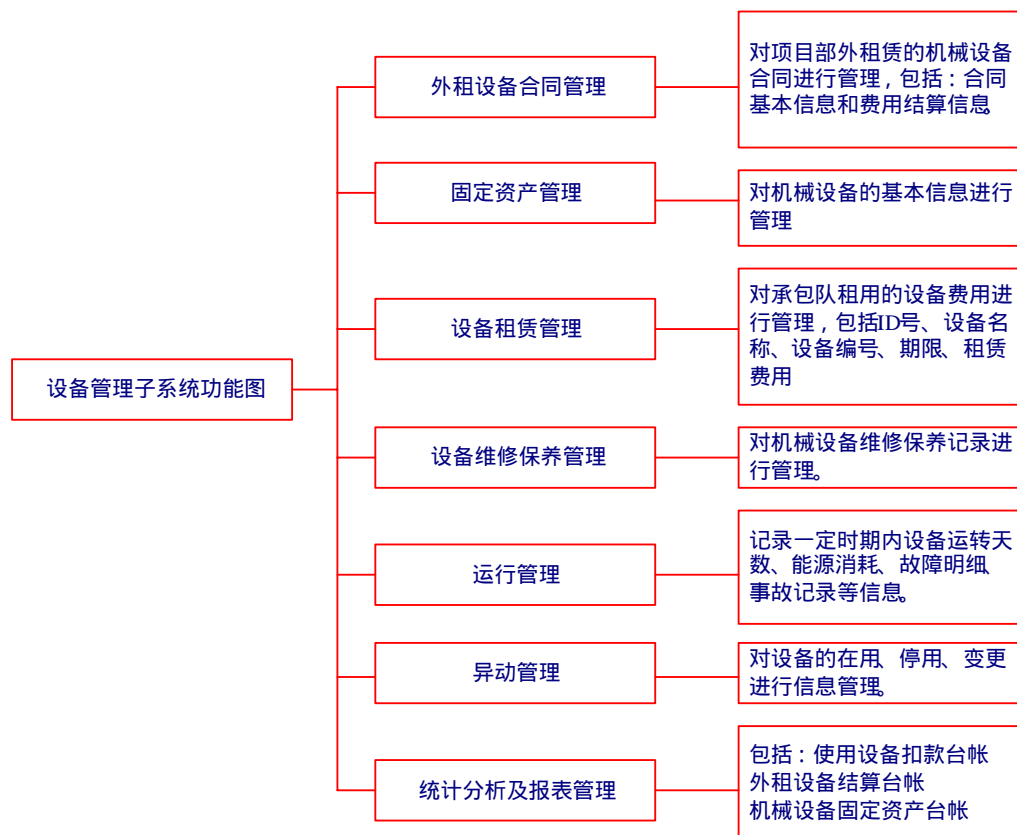 设备管理子系统功能图
外租设备合同管理
对项目部外租赁的机械设备
合同进行管理，包括：合同
基本信息和费用结算信息。
固定资产管理
对机械设备的基本信息进行
管理
设备租赁管理
对承包队租用的设备费用进
行管理，包括ID号、设备名
称、设备编号、期限、租赁
费用
设备维修保养管理
对机械设备维修保养记录进
行管理。
运行管理
记录一定时期内设备运转天
数、能源消耗、故障明细、
事故记录等信息。
异动管理
对设备的在用、停用、变更
进行信息管理。
统计分析及报表管理
包括：使用设备扣款台帐
外租设备结算台帐
机械设备固定资产台帐